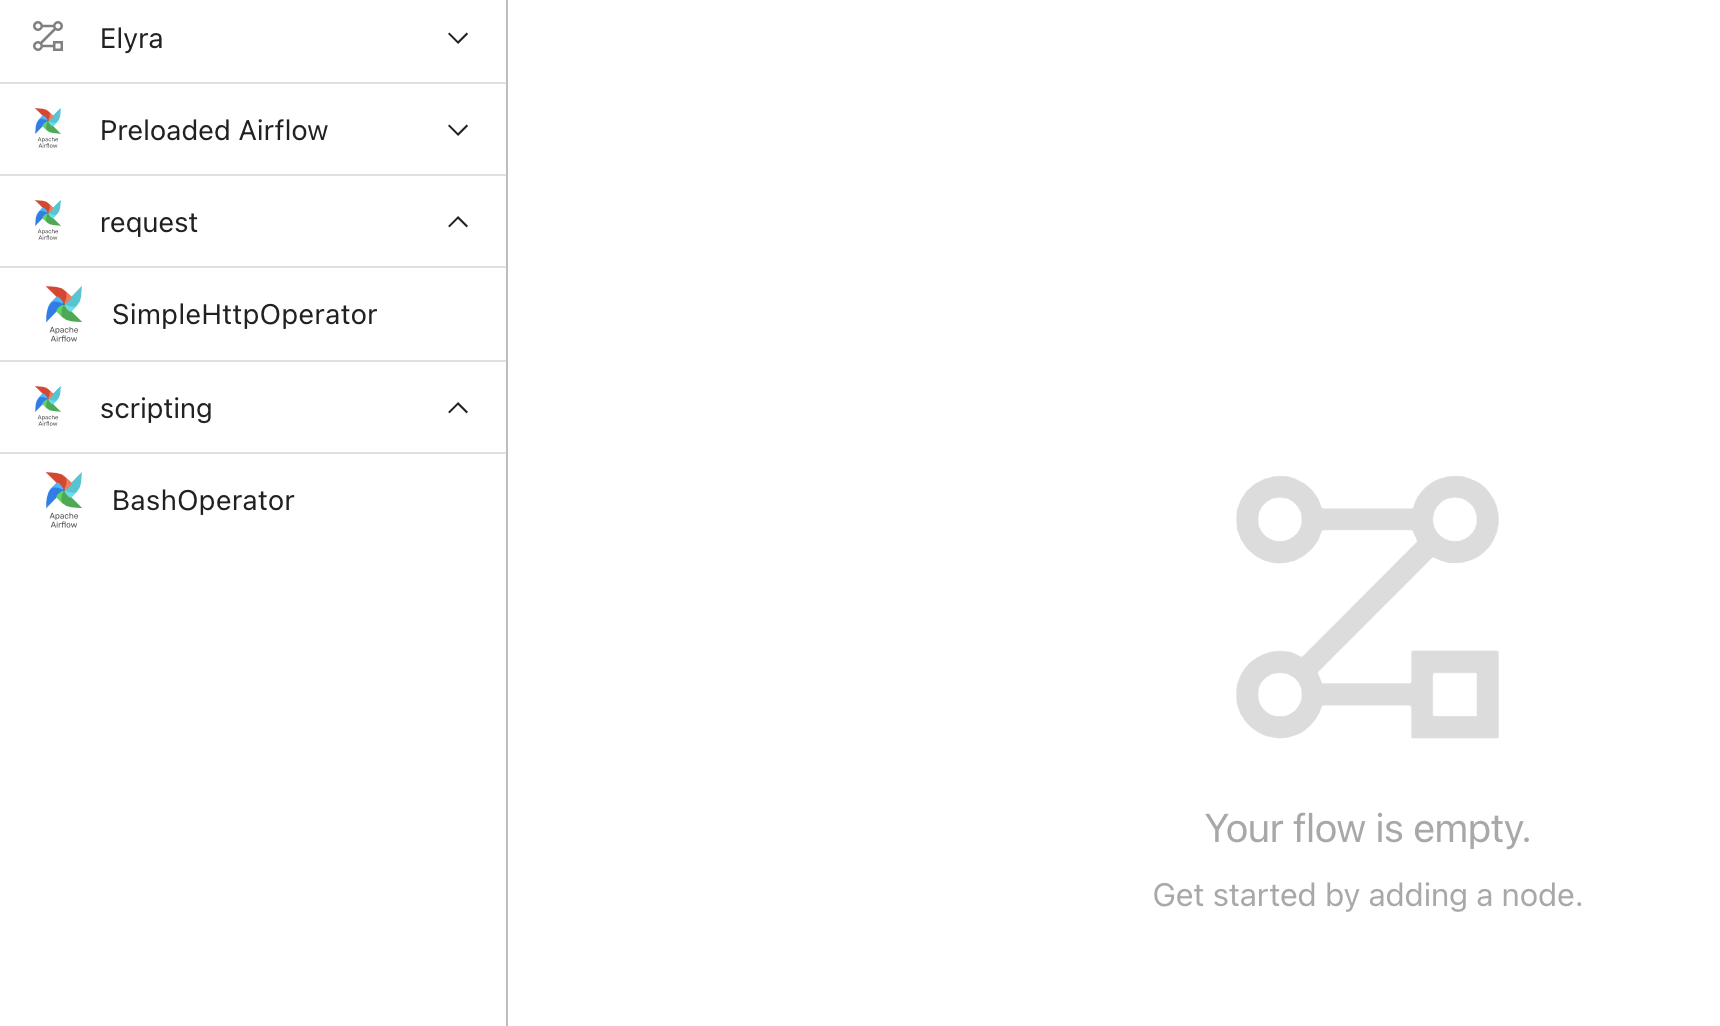 Elyra
Apache
Airflow
Preloaded Airflow
Apache
Airflow
request
Apache
Airflow
SimpleHttpOperator
Apache
Airflow
scripting
Apache
Airflow
BashOperator
Your flow is empty.
Get started by adding a node.